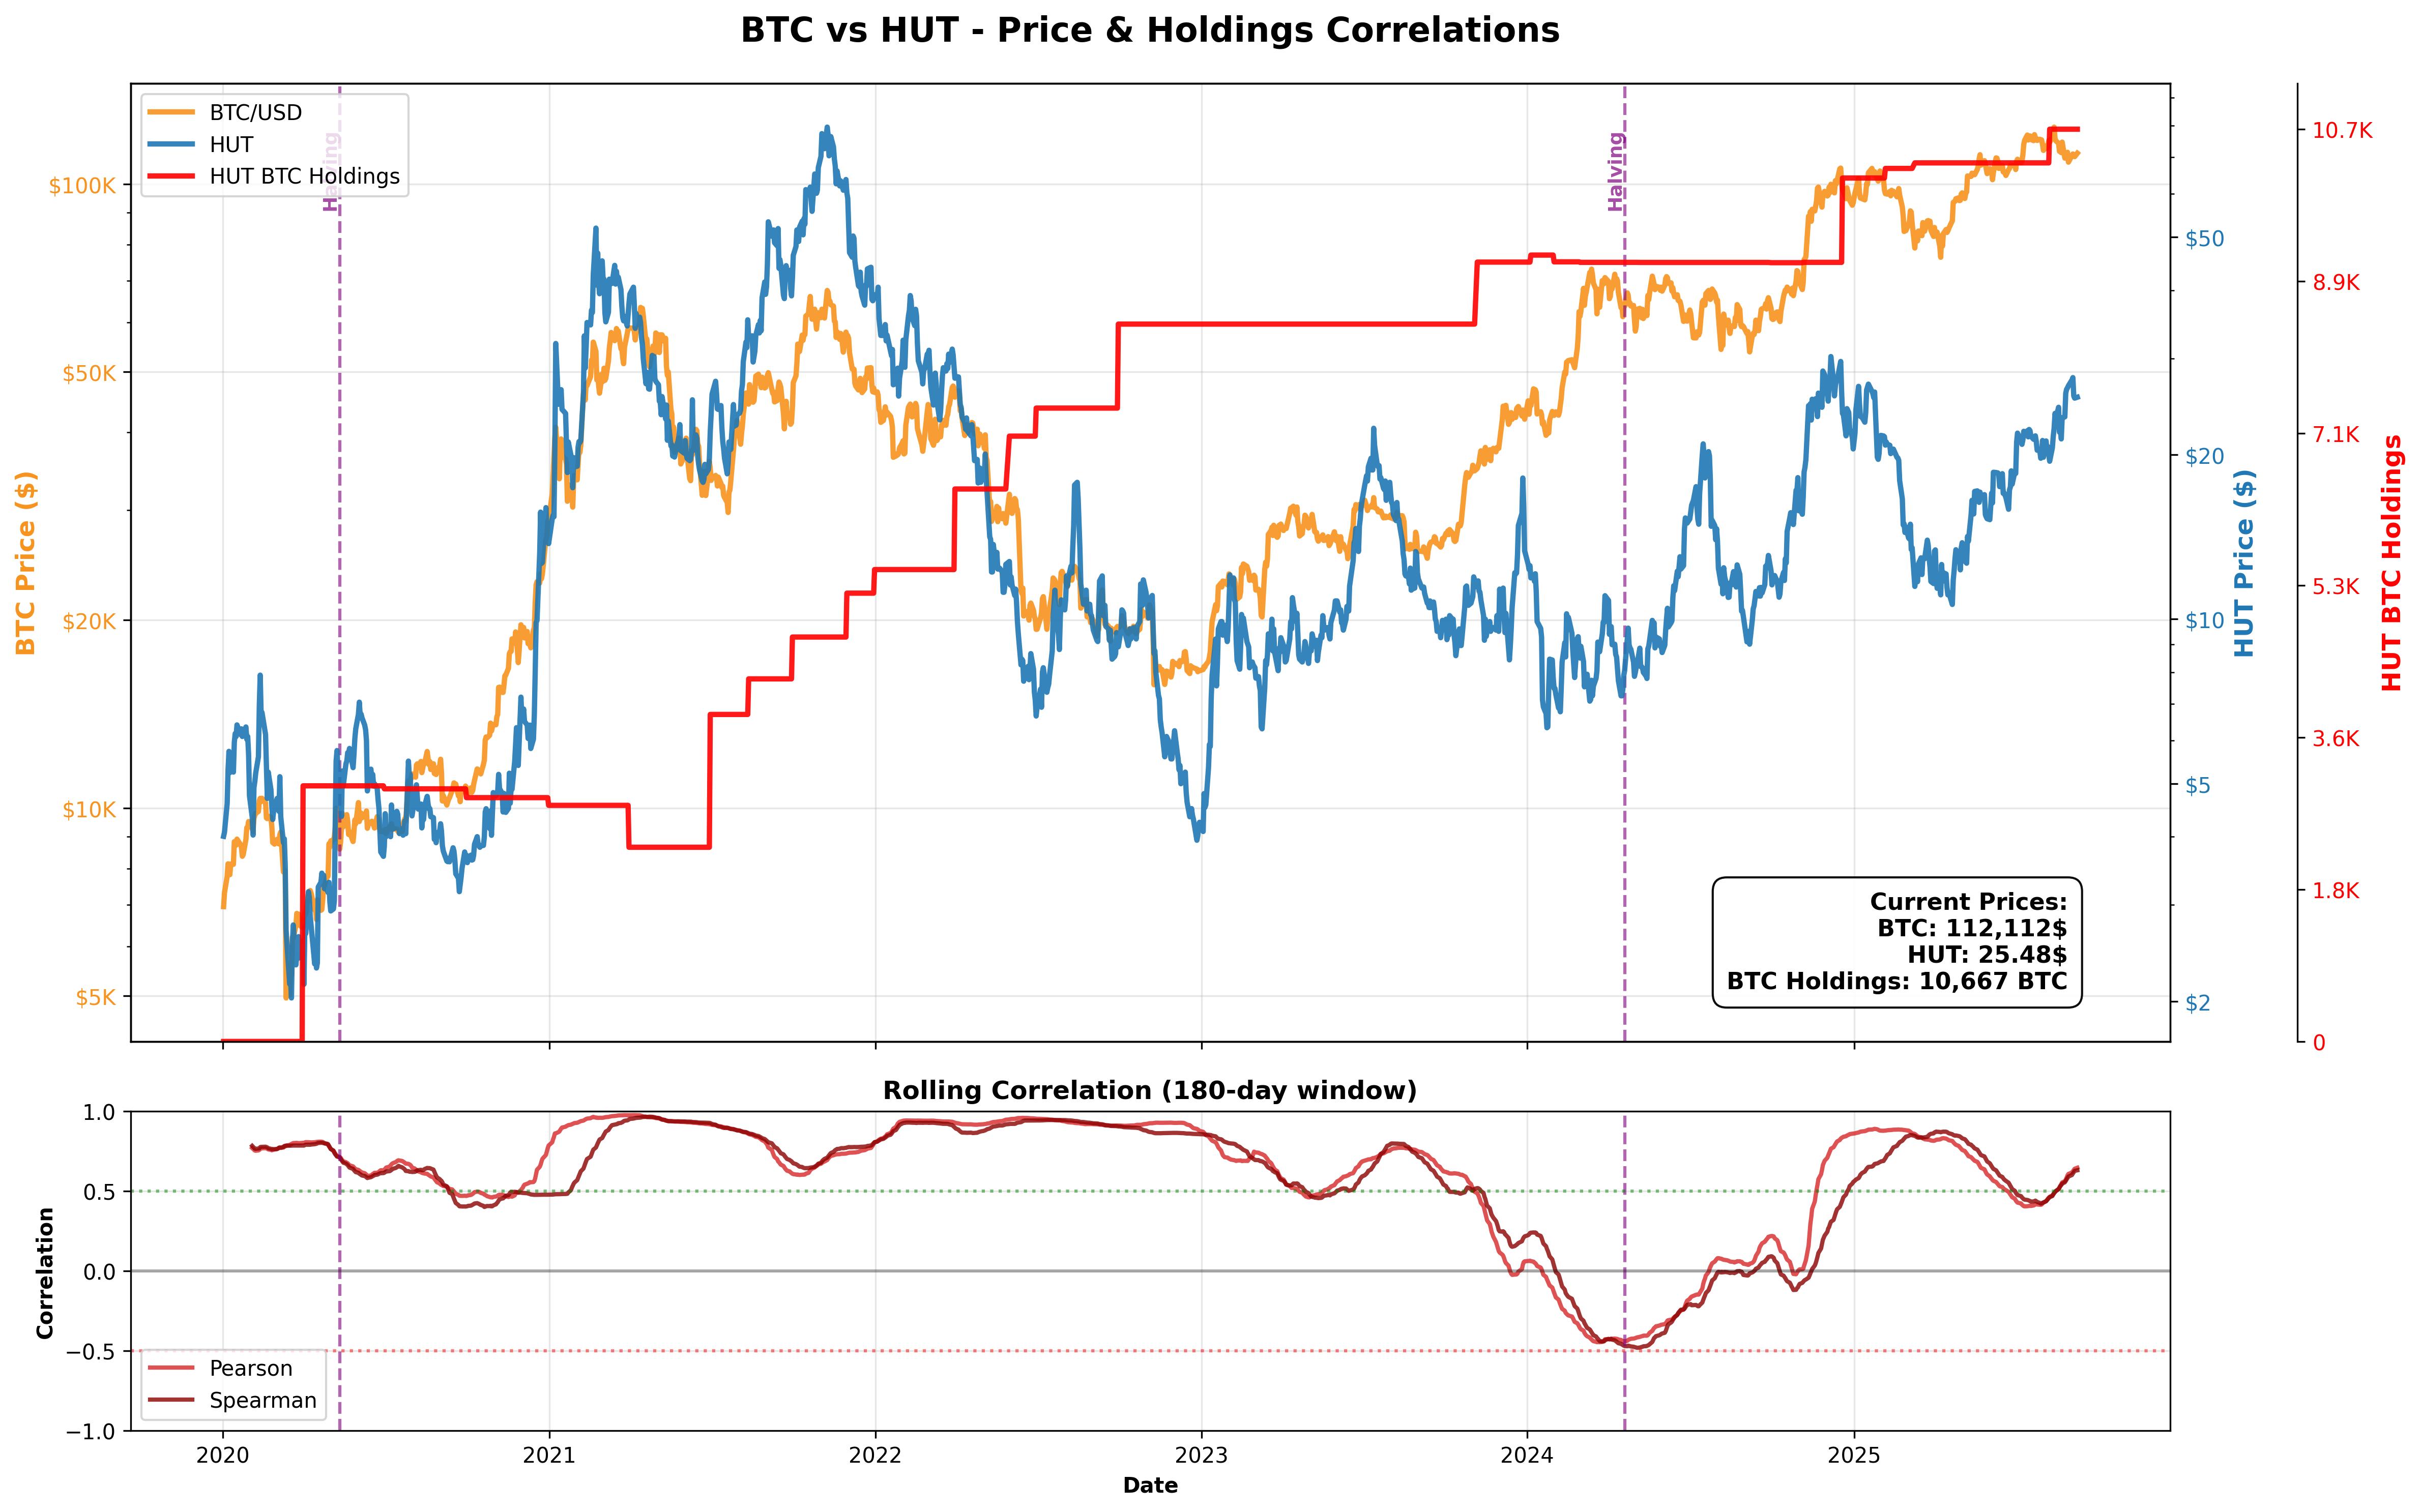 BTC vs HUT - Price & Holdings Correlations
BTC/USD
HUT
HUT BTC Holdings
Halving
Halving
BTC Price ($)
$100K
$50K
$20K
$10K
$5K
HUT Price ($)
$50
$20
$10
$5
$2
HUT BTC Holdings
10.7K
8.9K
7.1K
5.3K
3.6K
1.8K
0
Current Prices:
BTC: 112,112$
HUT: 25.48$
BTC Holdings: 10,667 BTC
Rolling Correlation (180-day window)
Correlation
1.0
0.5
0.0
−0.5
−1.0
Pearson
Spearman
2020 2021 2022 2023 2024 2025
Date